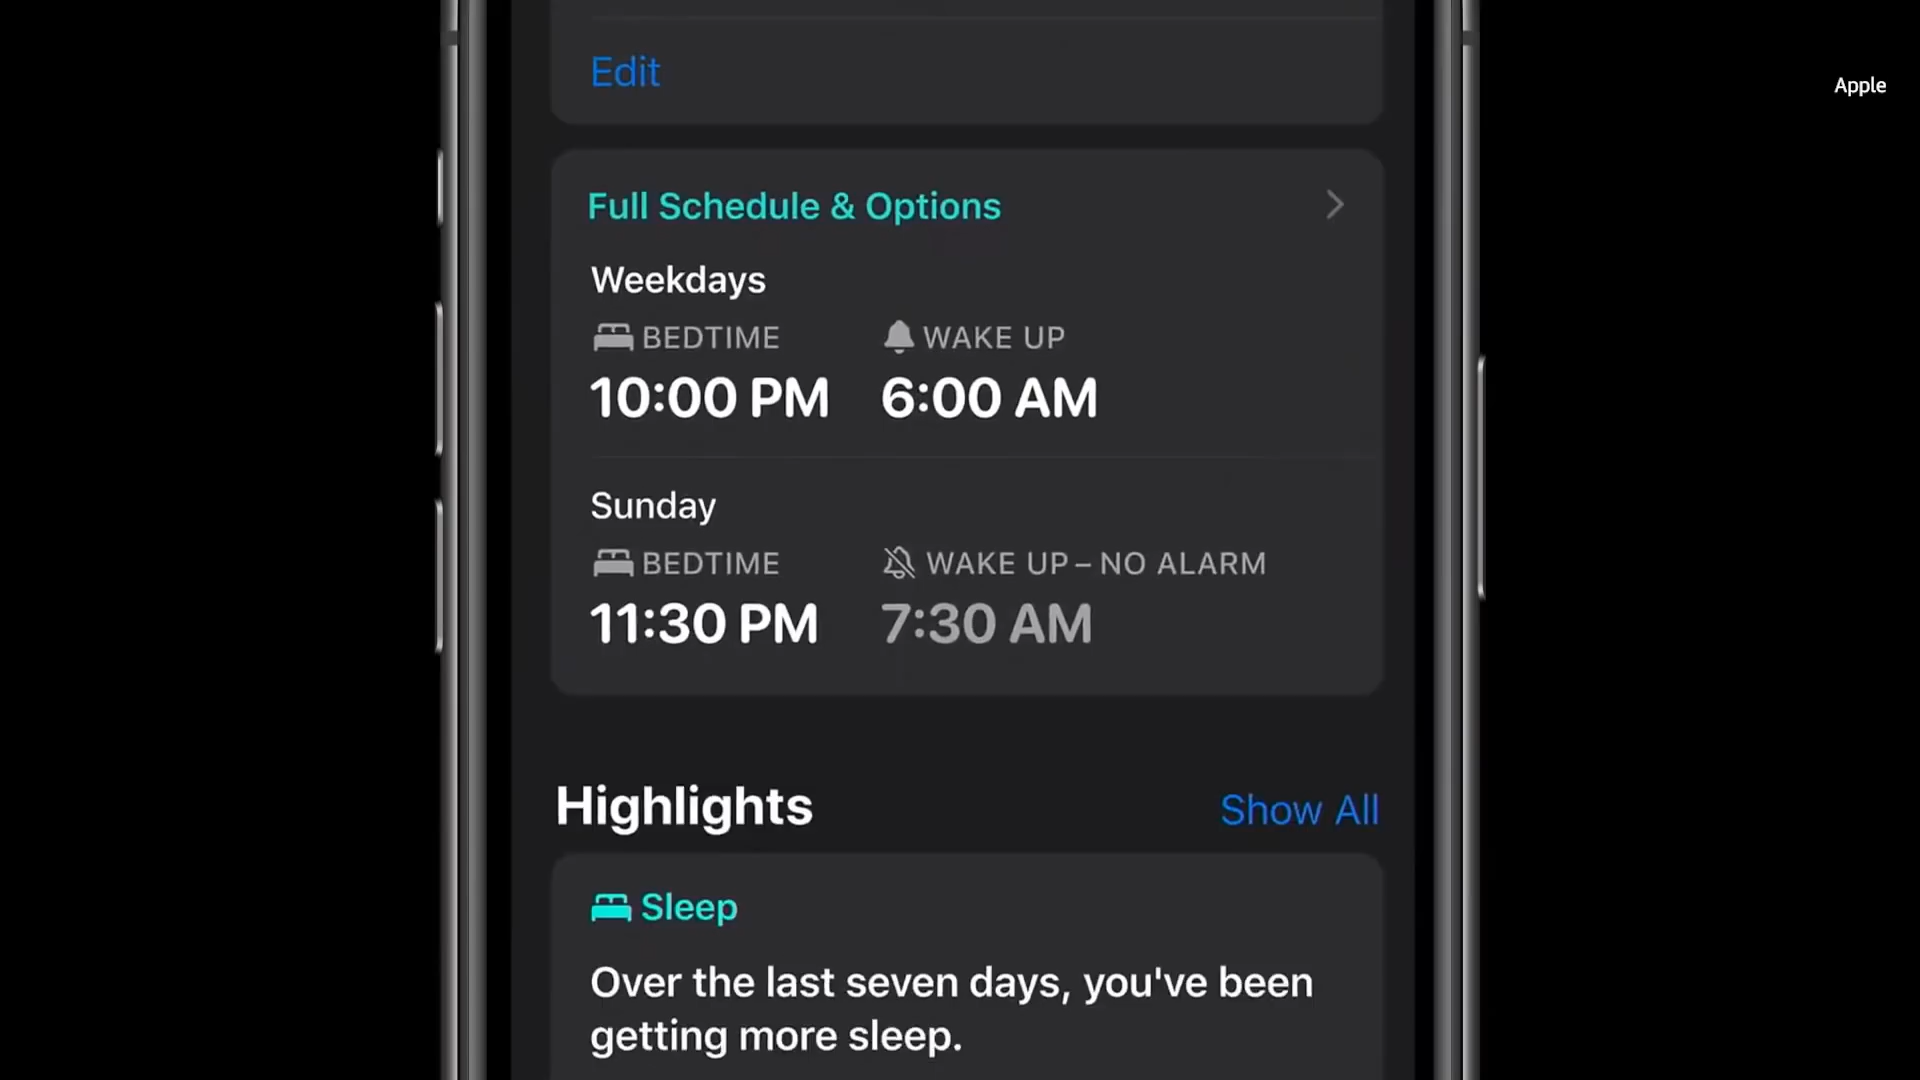 Edit
Apple
Full Schedule & Options
Weekdays
BEDTIME
WAKE UP
10:00 PM
6:00 AM
Sunday
BEDTIME
WAKE UP – NO ALARM
11:30 PM
7:30 AM
Highlights
Show All
Sleep
Over the last seven days, you've been
getting more sleep.